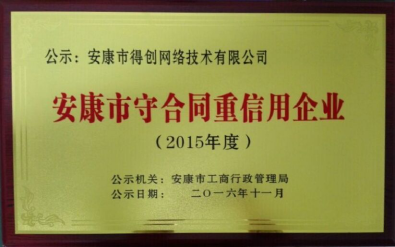 公示：安康市得创网络技术有限公司
安康市守合同重信用企业
（2015年度）
公示机关：安康市工商行政管理局
公示日期：二〇一六年十一月